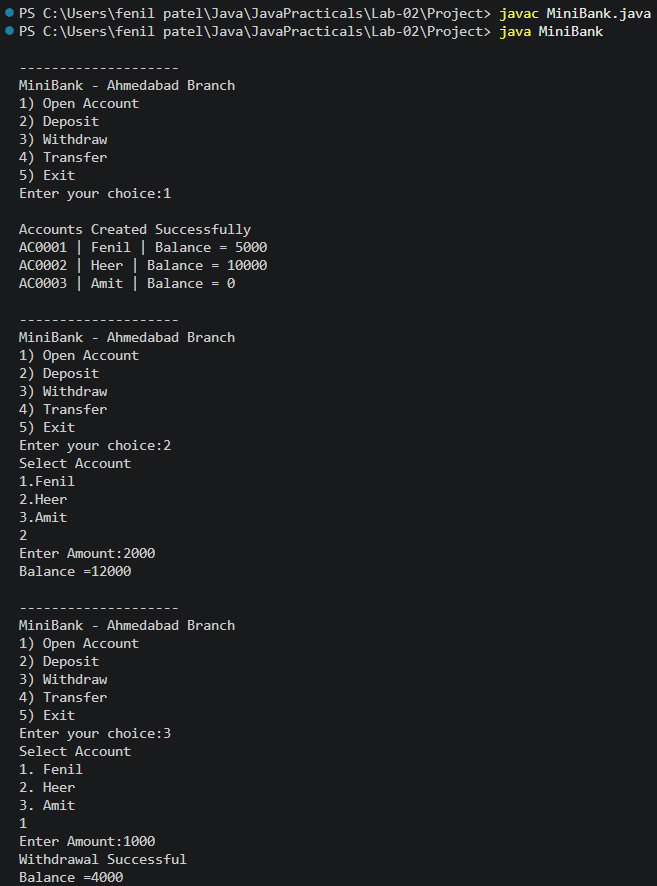 PS C:\Users\fenil patel\Java\JavaPracticals\Lab-02\Project> javac MiniBank.java
PS C:\Users\fenil patel\Java\JavaPracticals\Lab-02\Project> java MiniBank
--------------------
MiniBank - Ahmedabad Branch
1) Open Account
2) Deposit
3) Withdraw
4) Transfer
5) Exit
Enter your choice:1
Accounts Created Successfully
AC0001 | Fenil | Balance = 5000
AC0002 | Heer | Balance = 10000
AC0003 | Amit | Balance = 0
--------------------
MiniBank - Ahmedabad Branch
1) Open Account
2) Deposit
3) Withdraw
4) Transfer
5) Exit
Enter your choice:2
Select Account
1.Fenil
2.Heer
3.Amit
2
Enter Amount:2000
Balance =12000
--------------------
MiniBank - Ahmedabad Branch
1) Open Account
2) Deposit
3) Withdraw
4) Transfer
5) Exit
Enter your choice:3
Select Account
1. Fenil
2. Heer
3. Amit
1
Enter Amount:1000
Withdrawal Successful
Balance =4000